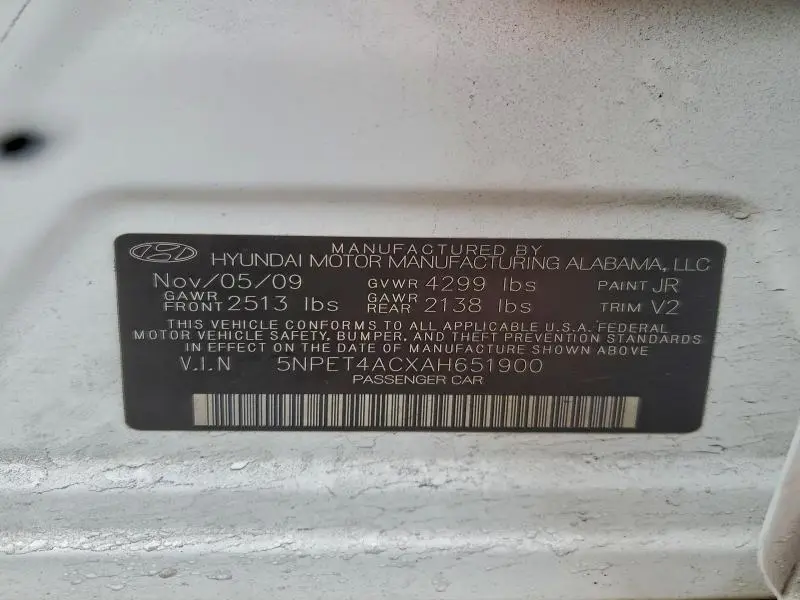 MANUFACTURED BY
HYUNDAI MOTOR MANUFACTURING ALABAMA, LLC
Nov/05/09 GVWR 4299 lbs PAINT JR
GAWR FRONT 2513 lbs GAWR REAR 2138 lbs TRIM V2
THIS VEHICLE CONFORMS TO ALL APPLICABLE U.S.A. FEDERAL
MOTOR VEHICLE SAFETY, BUMPER, AND THEFT PREVENTION STANDARDS
IN EFFECT ON THE DATE OF MANUFACTURE SHOWN ABOVE
V.I.N 5NPET4ACXAH651900
PASSENGER CAR